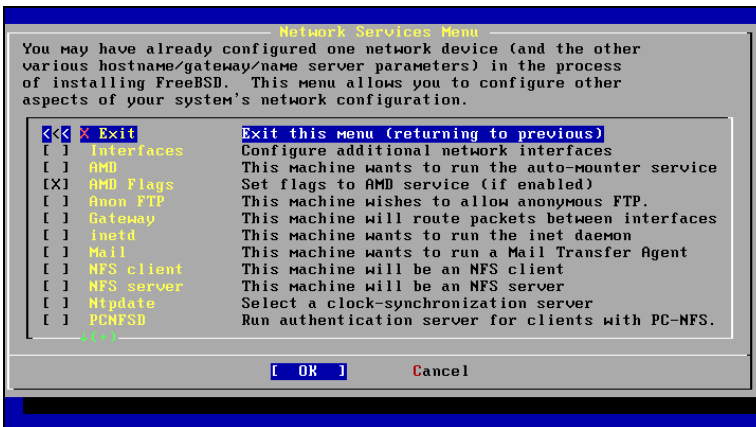 Network Services Menu
You may have already configured one network device (and the other
various hostname/gateway/name server parameters) in the process
of installing FreeBSD.  This menu allows you to configure other
aspects of your system's network configuration.
<<< X Exit Exit this menu (returning to previous)
[ ] Interfaces Configure additional network interfaces
[ ] AMD This machine wants to run the auto-mounter service
[X] AMD Flags Set flags to AMD service (if enabled)
[ ] Anon FTP This machine wishes to allow anonymous FTP.
[ ] Gateway This machine will route packets between interfaces
[ ] inetd This machine wants to run the inet daemon
[ ] Mail This machine wants to run a Mail Transfer Agent
[ ] NFS client This machine will be an NFS client
[ ] NFS server This machine will be an NFS server
[ ] Ntpdate Select a clock-synchronization server
[ ] PCNFSD Run authentication server for clients with PC-NFS.
↓(+)
[ OK ] Cancel